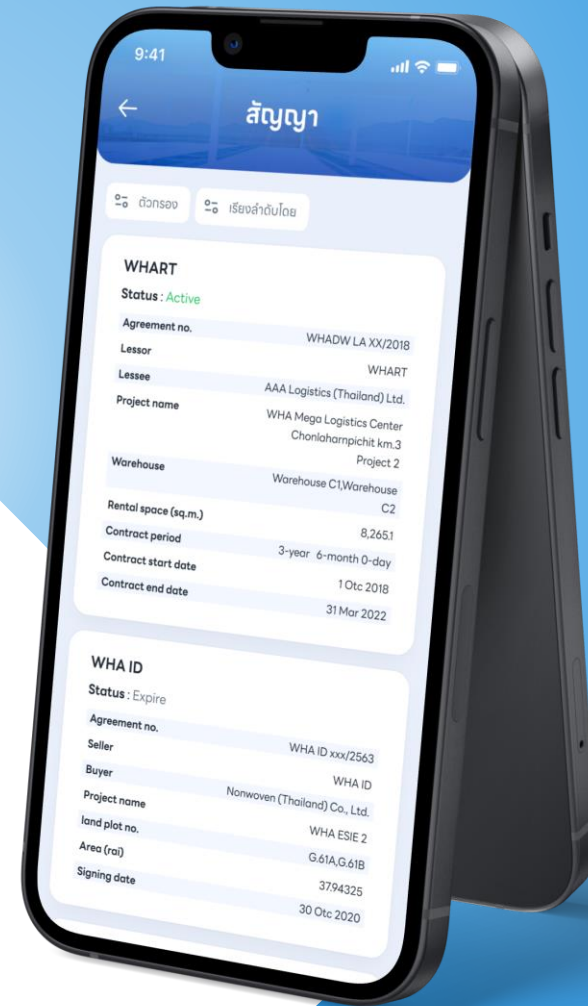 9:41
สัญญา
ตัวกรอง เรียงลำดับโดย
WHART
Status : Active
Agreement no. WHADW LA XX/2018
Lessor WHART
Lessee AAA Logistics (Thailand) Ltd.
Project name WHA Mega Logistics Center
Chonlaharnpichit km.3
Project 2
Warehouse Warehouse C1,Warehouse
C2
Rental space (sq.m.) 8,265.1
Contract period 3-year 6-month 0-day
Contract start date 1 Otc 2018
Contract end date 31 Mar 2022
WHA ID
Status : Expire
Agreement no. WHA ID xxx/2563
Seller WHA ID
Buyer Nonwoven (Thailand) Co., Ltd.
Project name WHA ESIE 2
land plot no. G.61A,G.61B
Area (rai) 37.94325
Signing date 30 Otc 2020